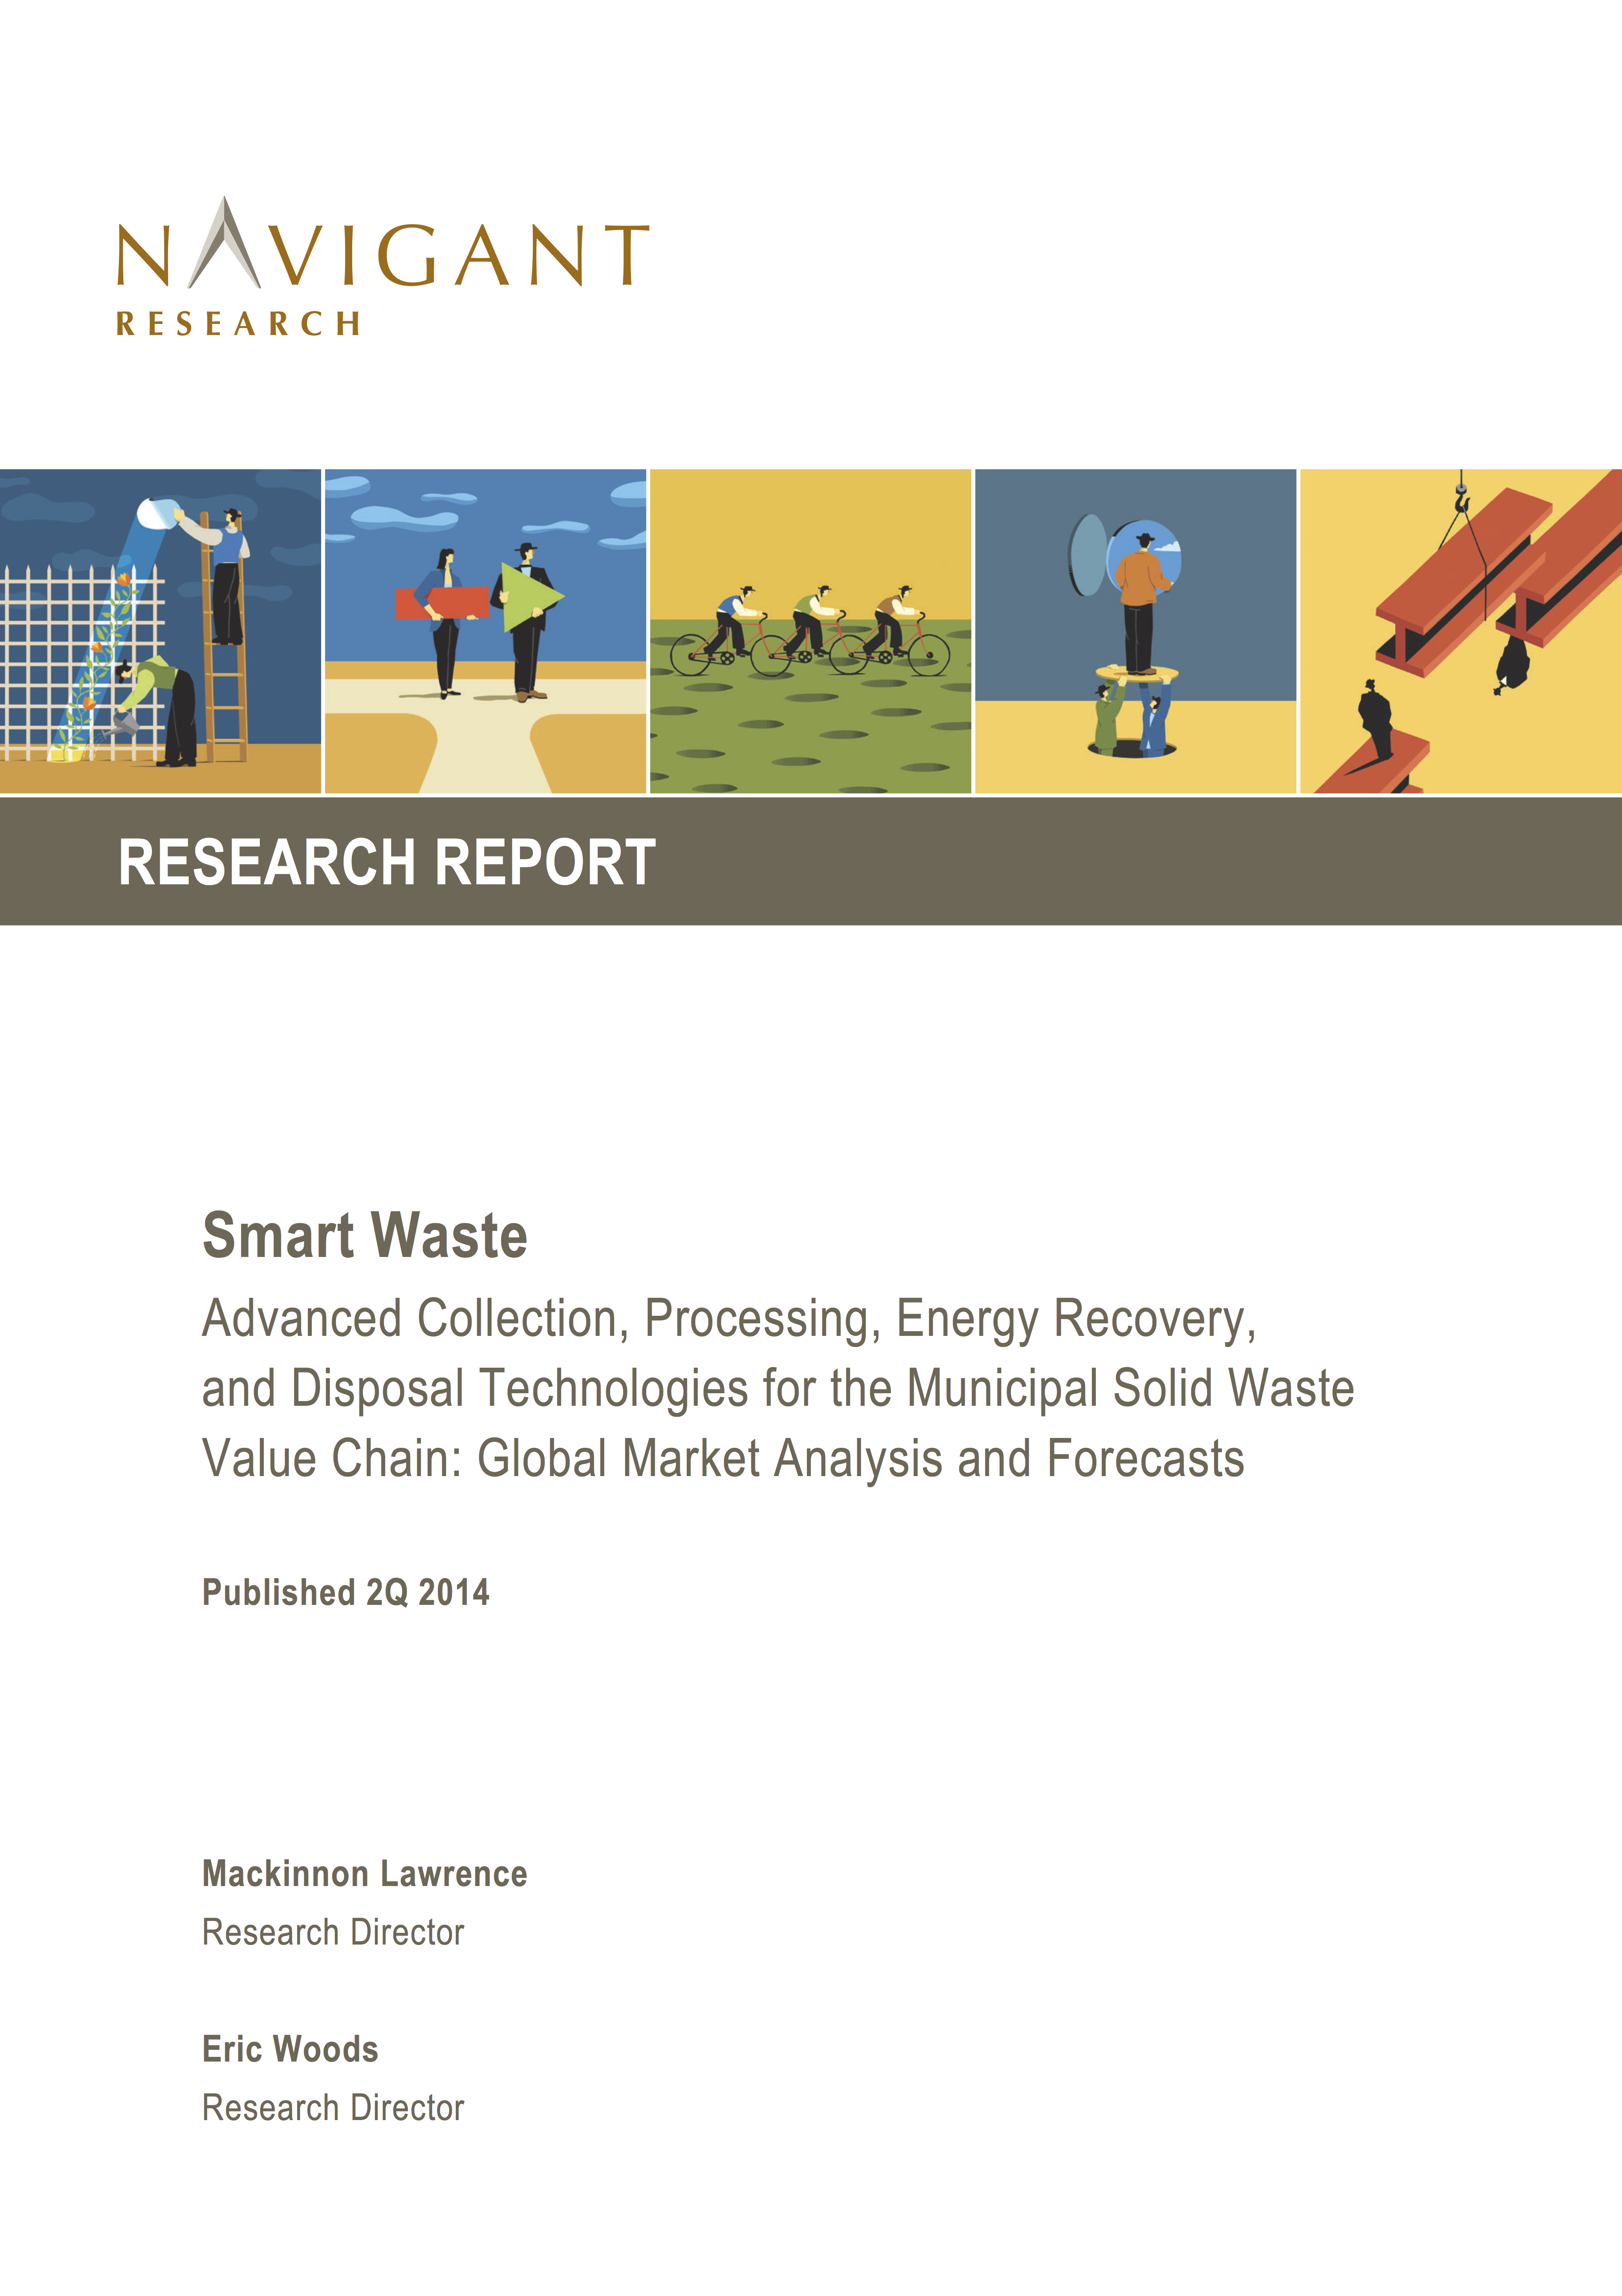 NAVIGANT
RESEARCH
RESEARCH REPORT
Smart Waste
Advanced Collection, Processing, Energy Recovery,
and Disposal Technologies for the Municipal Solid Waste
Value Chain: Global Market Analysis and Forecasts
Published 2Q 2014
Mackinnon Lawrence
Research Director
Eric Woods
Research Director